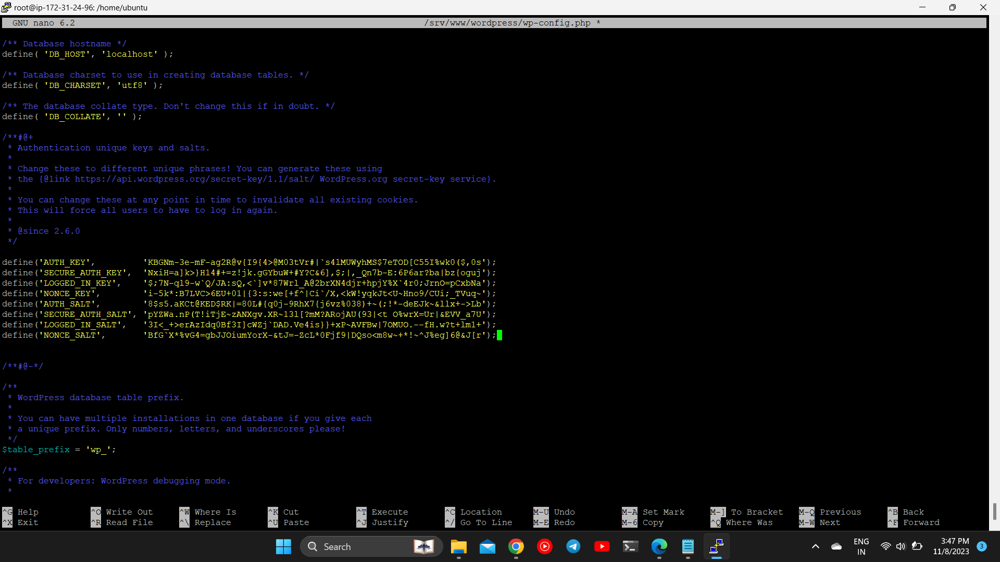 root@ip-172-31-24-96: /home/ubuntu
GNU nano 6.2 /srv/www/wordpress/wp-config.php *
/** Database hostname */
define( 'DB_HOST', 'localhost' );
/** Database charset to use in creating database tables. */
define( 'DB_CHARSET', 'utf8' );
/** The database collate type. Don't change this if in doubt. */
define( 'DB_COLLATE', '' );
/**#@+
 * Authentication unique keys and salts.
 *
 * Change these to different unique phrases! You can generate these using
 * the {@link https://api.wordpress.org/secret-key/1.1/salt/ WordPress.org secret-key service}.
 *
 * You can change these at any point in time to invalidate all existing cookies.
 * This will force all users to have to log in again.
 *
 * @since 2.6.0
 */
define('AUTH_KEY',         'KBGNm-3e-mF-ag2R@v{I9{4>@M03tVr#|`s4lMUWyhMS$7eTOD[C55I%wk0($,0s');
define('SECURE_AUTH_KEY',  'NxiH=a]k>}H14#+=z!jk.gGYbuW+#Y?C&6],$;|,_Qn7b-E:6P6ar?ba|bz{oguj');
define('LOGGED_IN_KEY',    '$;7N-ql9-w`Q/JA:sQ,<`]v*87Wrl_A@2brXN4djr+hpjY%X`4r0;JrnO=pCxbNa');
define('NONCE_KEY',        'i-5k*:B7LVC>6EU+01|{3:s:we[+f^|Ci`/X,<kW!yqkJt<U~Hno9/CUi;_TVuq~');
define('AUTH_SALT',        '8$s5.aKCt@KED$RK|=80L#{q0j-9RhX7{j6vz%038)+~(;!*-deEJk~&llx+->Lb');
define('SECURE_AUTH_SALT', 'pYZWa.nP(T!iTjE~zANXgv.XR~13l[?mM?ARojAU(93|<t O%wrX=Ur|&EVV_a7U');
define('LOGGED_IN_SALT',   '3I<_+>erAzIdq0Bf3I]cWZj`DAD.Ve4is}}+xP~AVFBw|7OMUO.--fH.w?t+lm1+');
define('NONCE_SALT',       'BfG`X*%vG4=gbJJOiumYorX-&tJ=-ZcL*0Fjf9|DQso<m8w~+*!~^J%eg]6@&J[r');
/**#@-*/
/**
 * WordPress database table prefix.
 *
 * You can have multiple installations in one database if you give each
 * a unique prefix. Only numbers, letters, and underscores please!
 */
$table_prefix = 'wp_';
/**
 * For developers: WordPress debugging mode.
 *
^G Help ^O Write Out ^W Where Is ^K Cut ^T Execute ^C Location M-U Undo M-A Set Mark M-] To Bracket M-Q Previous ^B Back
^X Exit ^R Read File ^\ Replace ^U Paste ^J Justify ^/ Go To Line M-E Redo M-6 Copy ^Q Where Was M-W Next ^F Forward
Search
ENG
IN
3:47 PM
11/8/2023
3